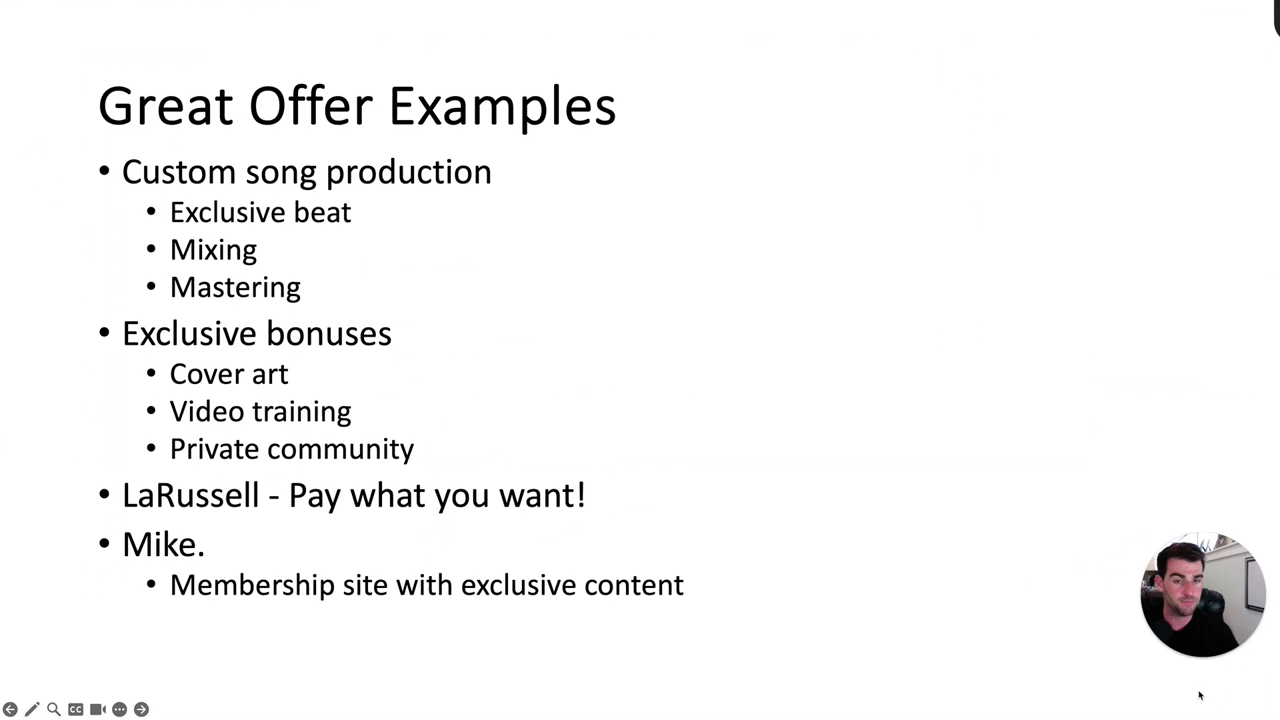 Great Offer Examples
• Custom song production
• Exclusive beat
• Mixing
• Mastering
• Exclusive bonuses
• Cover art
• Video training
• Private community
• LaRussell - Pay what you want!
• Mike.
• Membership site with exclusive content
CC